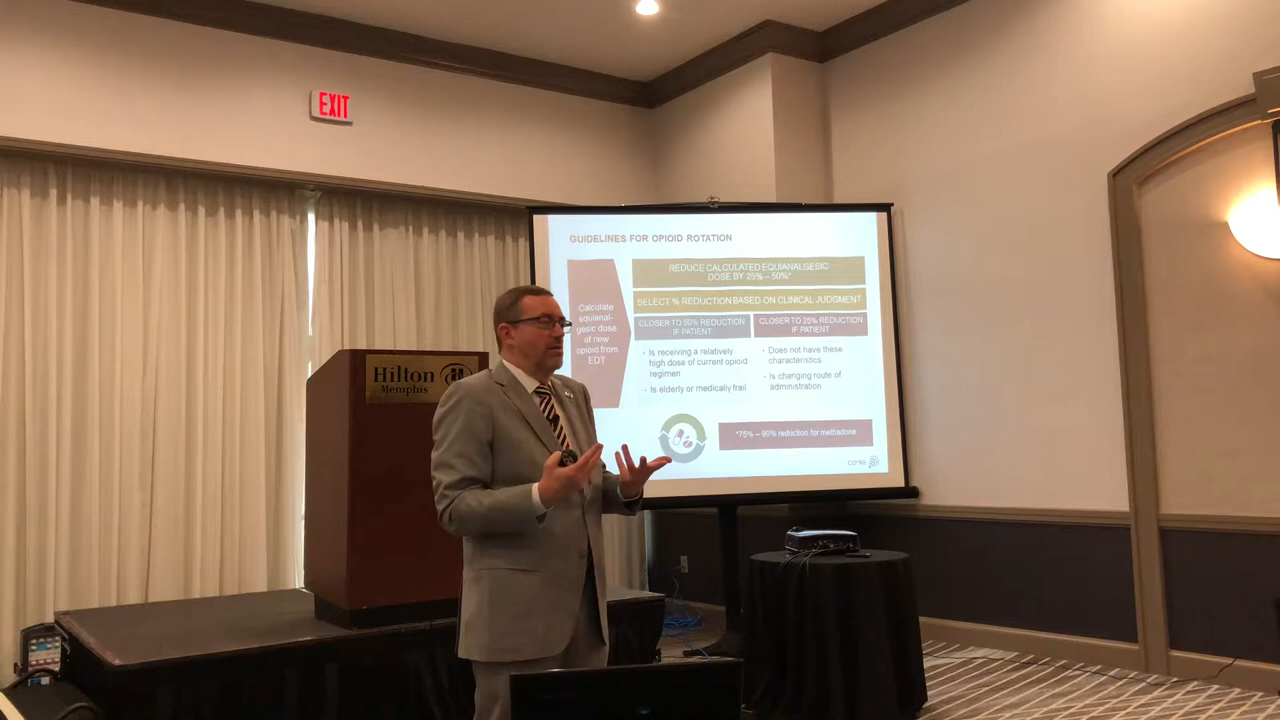 EXIT
Hilton
Memphis
GUIDELINES FOR OPIOID ROTATION
Calculate
equianal-
gesic dose
of new
opioid from
EDT
REDUCE CALCULATED EQUIANALGESIC
DOSE BY 25% – 50%*
SELECT % REDUCTION BASED ON CLINICAL JUDGMENT
CLOSER TO 50% REDUCTION
IF PATIENT
• Is receiving a relatively
high dose of current opioid
regimen
• Is elderly or medically frail
CLOSER TO 25% REDUCTION
IF PATIENT
• Does not have these
characteristics
• Is changing route of
administration
*75% – 90% reduction for methadone
CO*RE